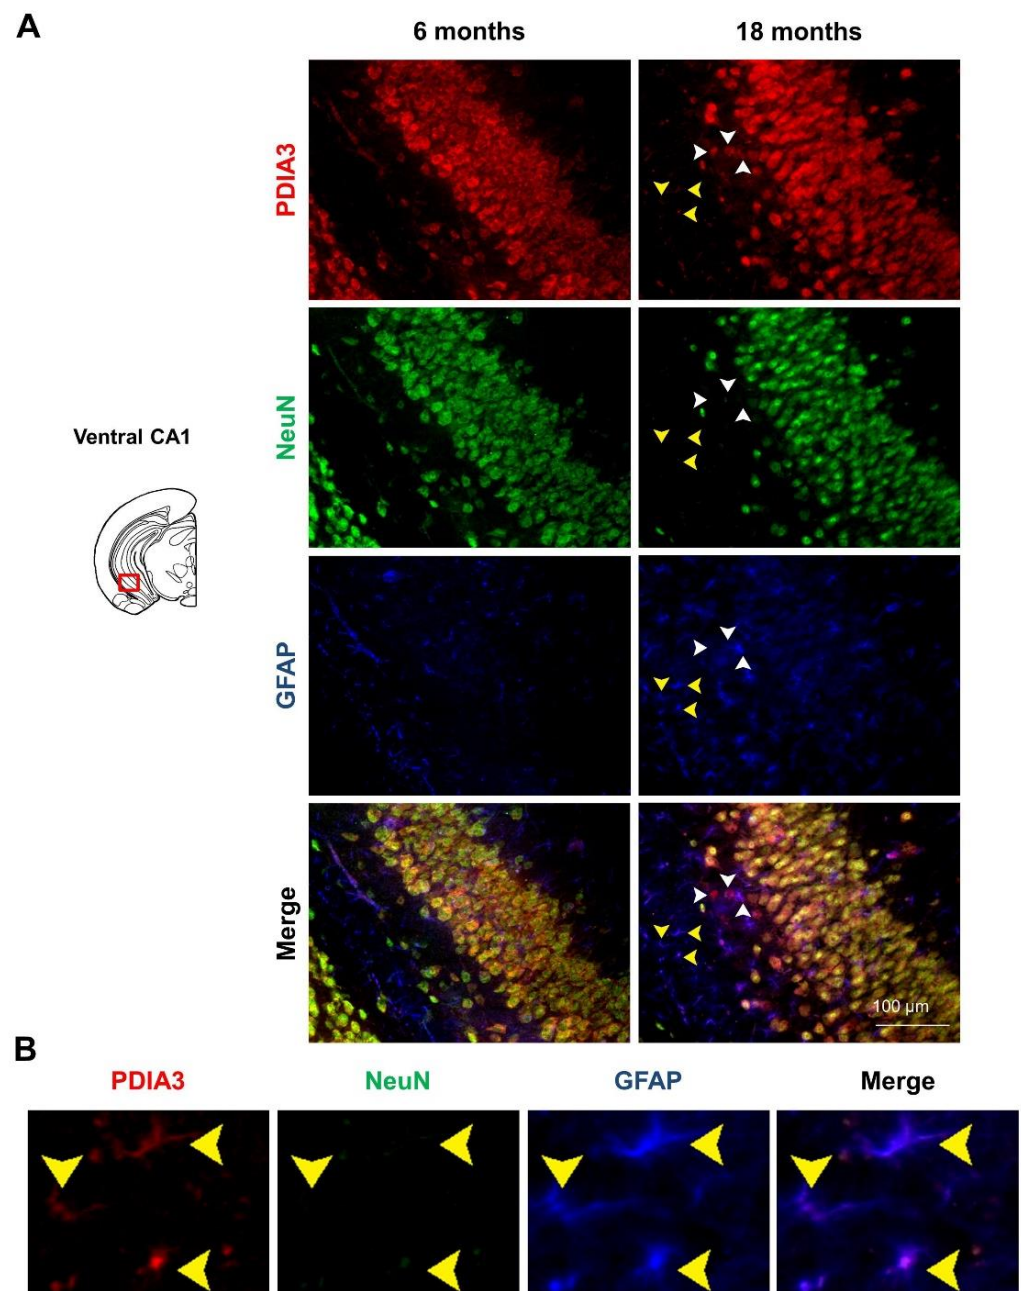 A
6 months
18 months
PDIA3
NeuN
Ventral CA1
GFAP
Merge
100 µm
B
PDIA3
NeuN
GFAP
Merge